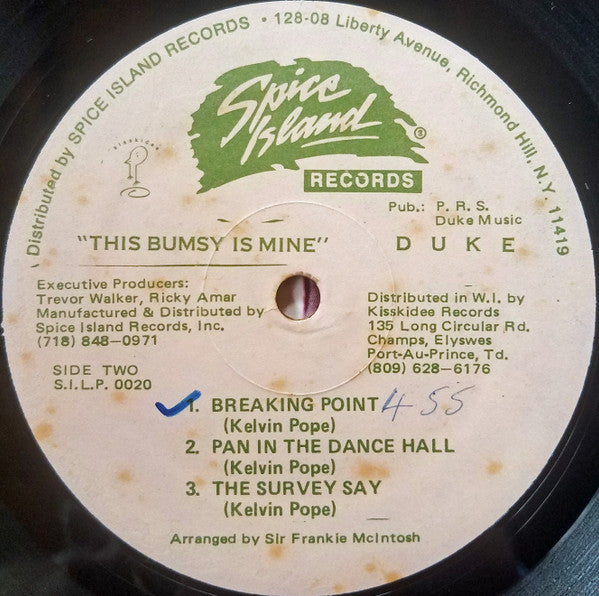 Distributed by SPICE ISLAND RECORDS • 128-08 Liberty Avenue, Richmond Hill, N.Y. 11419
Spice
Island
®
RECORDS
kisskidee
Pub.: P. R. S.
Duke Music
"THIS BUMSY IS MINE"
DUKE
Executive Producers:
Trevor Walker, Ricky Amar
Manufactured & Distributed by
Spice Island Records, Inc.
(718) 848-0971
Distributed in W.I. by
Kisskidee Records
135 Long Circular Rd.
Champs, Elyswes
Port-Au-Prince, Td.
(809) 628-6176
SIDE TWO
S.I.L.P. 0020
1. BREAKING POINT 4 55
(Kelvin Pope)
2. PAN IN THE DANCE HALL
(Kelvin Pope)
3. THE SURVEY SAY
(Kelvin Pope)
Arranged by Sir Frankie McIntosh